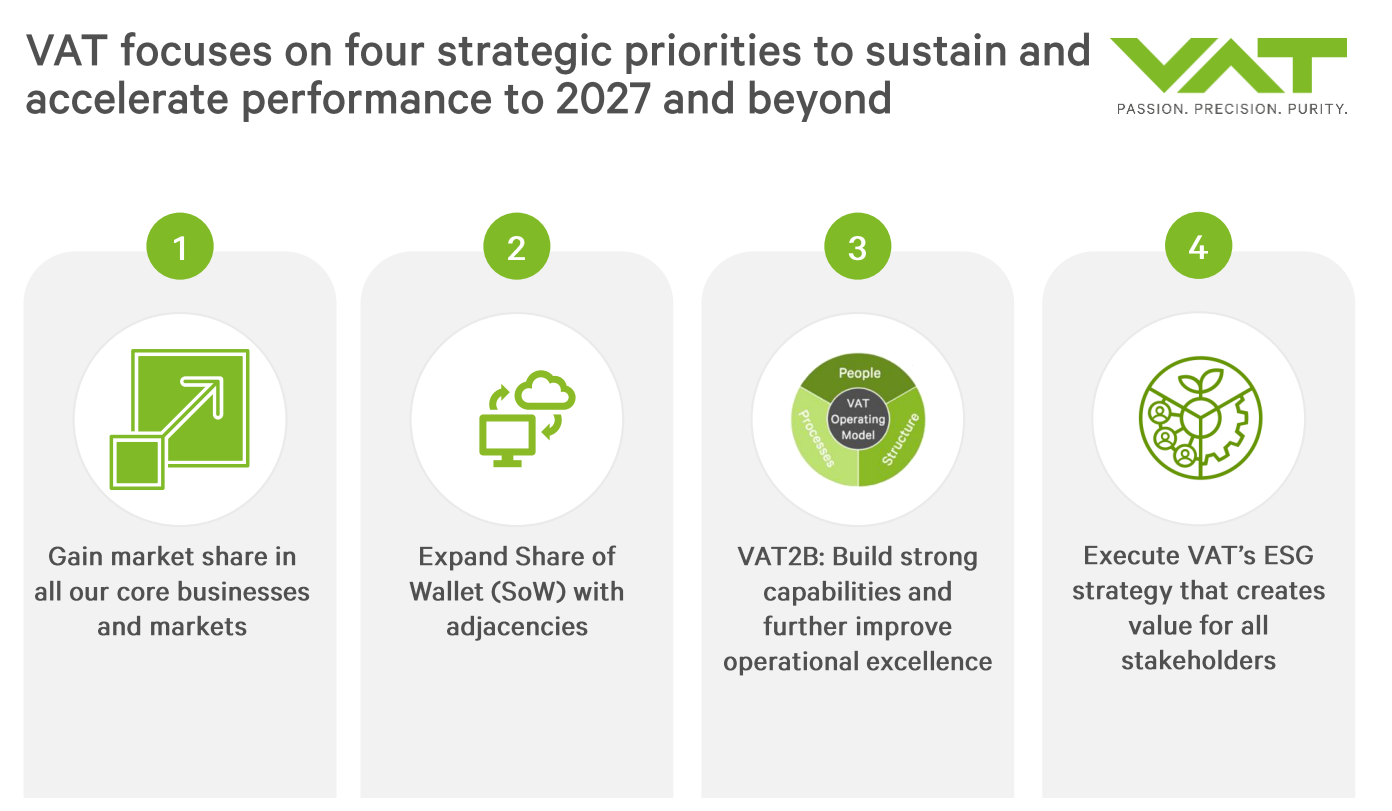 VAT focuses on four strategic priorities to sustain and
accelerate performance to 2027 and beyond
VAT
PASSION. PRECISION. PURITY.
1
Gain market share in
all our core businesses
and markets
2
Expand Share of
Wallet (SoW) with
adjacencies
3
People
Processes
Structure
VAT
Operating
Model
VAT2B: Build strong
capabilities and
further improve
operational excellence
4
Execute VAT’s ESG
strategy that creates
value for all
stakeholders